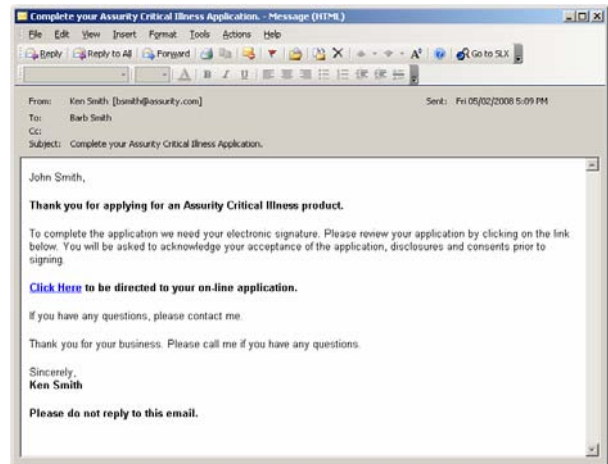 Complete your Assurity Critical Illness Application. - Message (HTML)
File Edit View Insert Format Tools Actions Help
Reply Reply to All Forward Go to SLX
A B I U
From: Ken Smith [bsmith@assurity.com] Sent: Fri 05/02/2008 5:09 PM
To: Barb Smith
Cc:
Subject: Complete your Assurity Critical Illness Application.
John Smith,
Thank you for applying for an Assurity Critical Illness product.
To complete the application we need your electronic signature. Please review your application by clicking on the link
below. You will be asked to acknowledge your acceptance of the application, disclosures and consents prior to
signing.
Click Here to be directed to your on-line application.
If you have any questions, please contact me.
Thank you for your business. Please call me if you have any questions.
Sincerely,
Ken Smith
Please do not reply to this email.